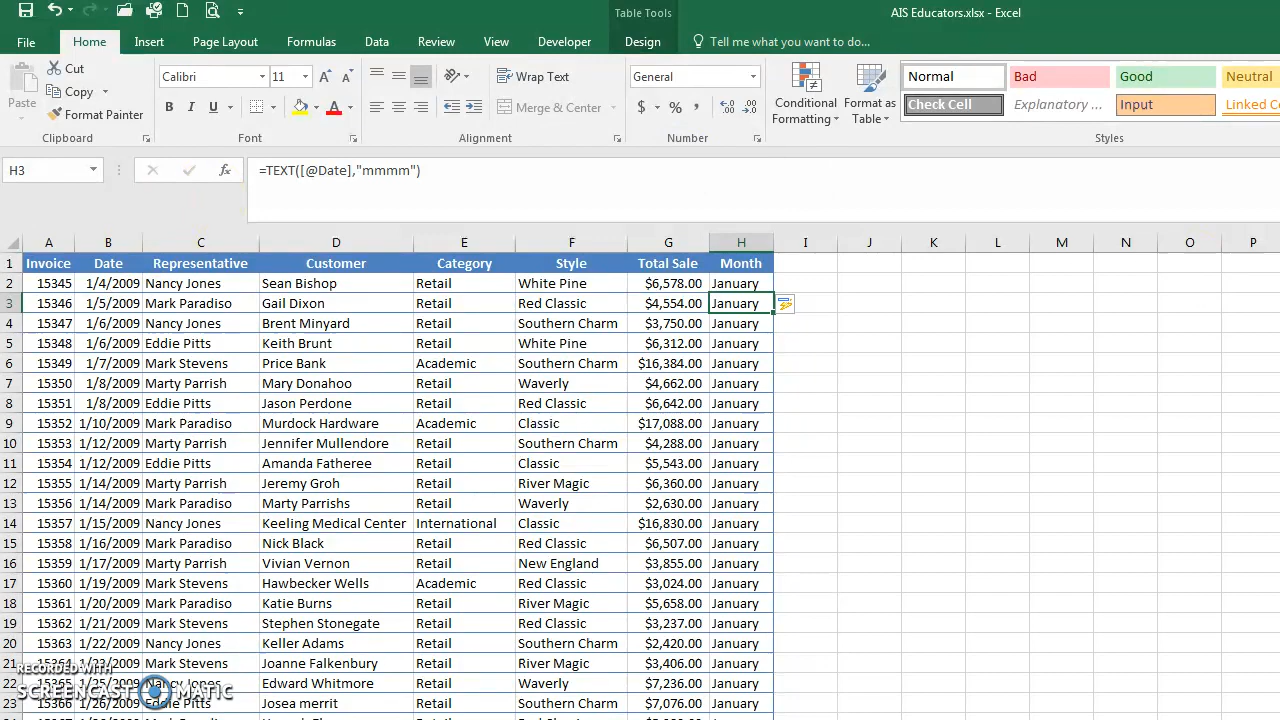 AIS Educators.xlsx - Excel
Table Tools
File Home Insert Page Layout Formulas Data Review View Developer Design Tell me what you want to do...
Paste Cut Copy Format Painter
Clipboard
Calibri 11
B I U A
Font
Wrap Text
Merge & Center
Alignment
General
$ % ,
Number
Conditional Formatting
Format as Table
Normal Bad Good Neutral
Check Cell Explanatory ... Input Linked C
Styles
H3 fx =TEXT([@Date],"mmmm")
A B C D E F G H I J K L M N O P
1 Invoice Date Representative Customer Category Style Total Sale Month
2 15345 1/4/2009 Nancy Jones Sean Bishop Retail White Pine $6,578.00 January
3 15346 1/5/2009 Mark Paradiso Gail Dixon Retail Red Classic $4,554.00 January
4 15347 1/6/2009 Nancy Jones Brent Minyard Retail Southern Charm $3,750.00 January
5 15348 1/6/2009 Eddie Pitts Keith Brunt Retail White Pine $6,312.00 January
6 15349 1/7/2009 Mark Stevens Price Bank Academic Southern Charm $16,384.00 January
7 15350 1/8/2009 Marty Parrish Mary Donahoo Retail Waverly $4,662.00 January
8 15351 1/8/2009 Eddie Pitts Jason Perdone Retail Red Classic $6,642.00 January
9 15352 1/10/2009 Mark Paradiso Murdock Hardware Academic Classic $17,088.00 January
10 15353 1/12/2009 Marty Parrish Jennifer Mullendore Retail Southern Charm $4,288.00 January
11 15354 1/12/2009 Eddie Pitts Amanda Fatheree Retail Classic $5,543.00 January
12 15355 1/14/2009 Marty Parrish Jeremy Groh Retail River Magic $6,360.00 January
13 15356 1/14/2009 Mark Paradiso Marty Parrishs Retail Waverly $2,630.00 January
14 15357 1/15/2009 Nancy Jones Keeling Medical Center International Classic $16,830.00 January
15 15358 1/16/2009 Mark Paradiso Nick Black Retail Red Classic $6,507.00 January
16 15359 1/17/2009 Marty Parrish Vivian Vernon Retail New England $3,855.00 January
17 15360 1/19/2009 Mark Stevens Hawbecker Wells Academic Red Classic $3,024.00 January
18 15361 1/20/2009 Mark Paradiso Katie Burns Retail River Magic $5,658.00 January
19 15362 1/21/2009 Mark Stevens Stephen Stonegate Retail Red Classic $3,237.00 January
20 15363 1/22/2009 Nancy Jones Keller Adams Retail Southern Charm $2,420.00 January
21 Mark Stevens Joanne Falkenbury Retail River Magic $3,406.00 January
22 Nancy Jones Edward Whitmore Retail Waverly $7,236.00 January
23 15366 1/26/2009 Eddie Pitts Josea merrit Retail Southern Charm $7,076.00 January
RECORDED WITH
SCREENCAST MATIC